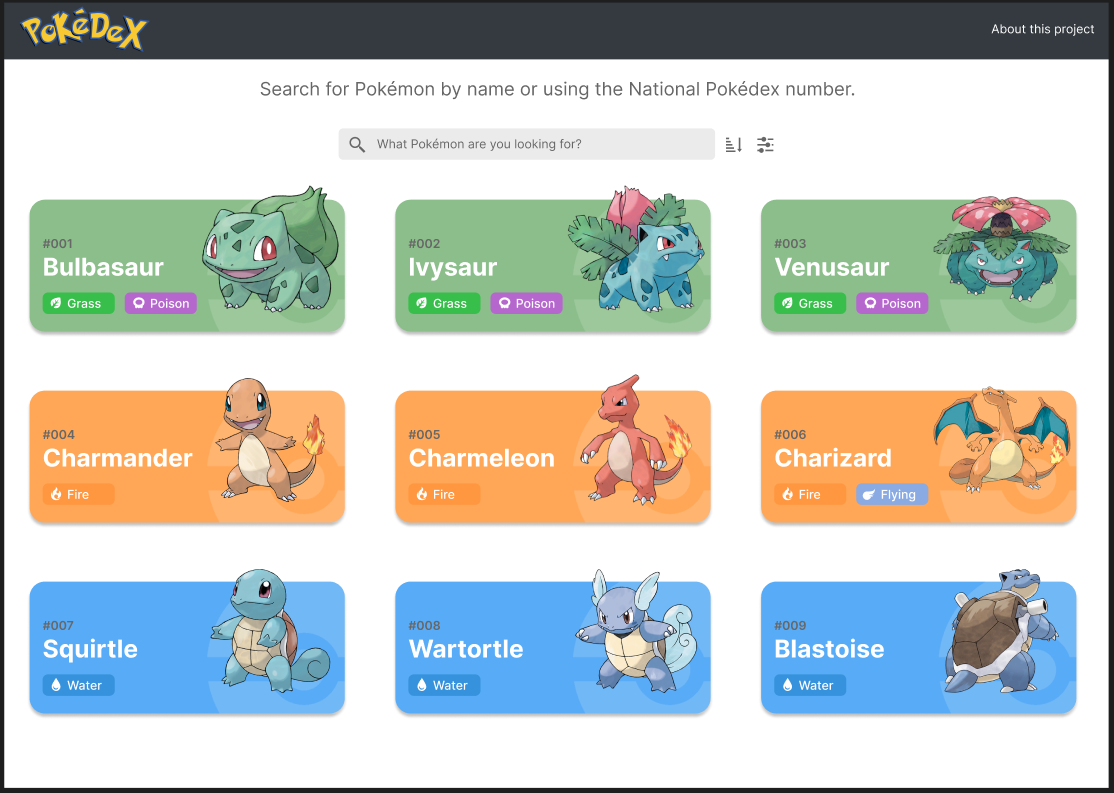 PoKéDeX
About this project
Search for Pokémon by name or using the National Pokédex number.
What Pokémon are you looking for?
#001
Bulbasaur
Grass Poison
#002
Ivysaur
Grass Poison
#003
Venusaur
Grass Poison
#004
Charmander
Fire
#005
Charmeleon
Fire
#006
Charizard
Fire Flying
#007
Squirtle
Water
#008
Wartortle
Water
#009
Blastoise
Water